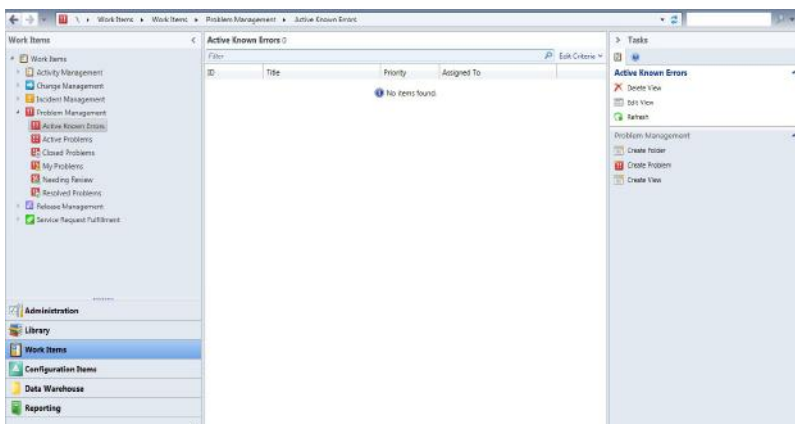 \ ▸ Work Items ▸ Work Items ▸ Problem Management ▸ Active Known Errors
Work Items <
Work Items
Activity Management
Change Management
Incident Management
Problem Management
Active Known Errors
Active Problems
Closed Problems
My Problems
Needing Review
Resolved Problems
Release Management
Service Request Fulfillment
Administration
Library
Work Items
Configuration Items
Data Warehouse
Reporting
Active Known Errors 0
Filter Edit Criteria
ID Title Priority Assigned To
No items found.
> Tasks
Active Known Errors
Delete View
Edit View
Refresh
Problem Management
Create Folder
Create Problem
Create View